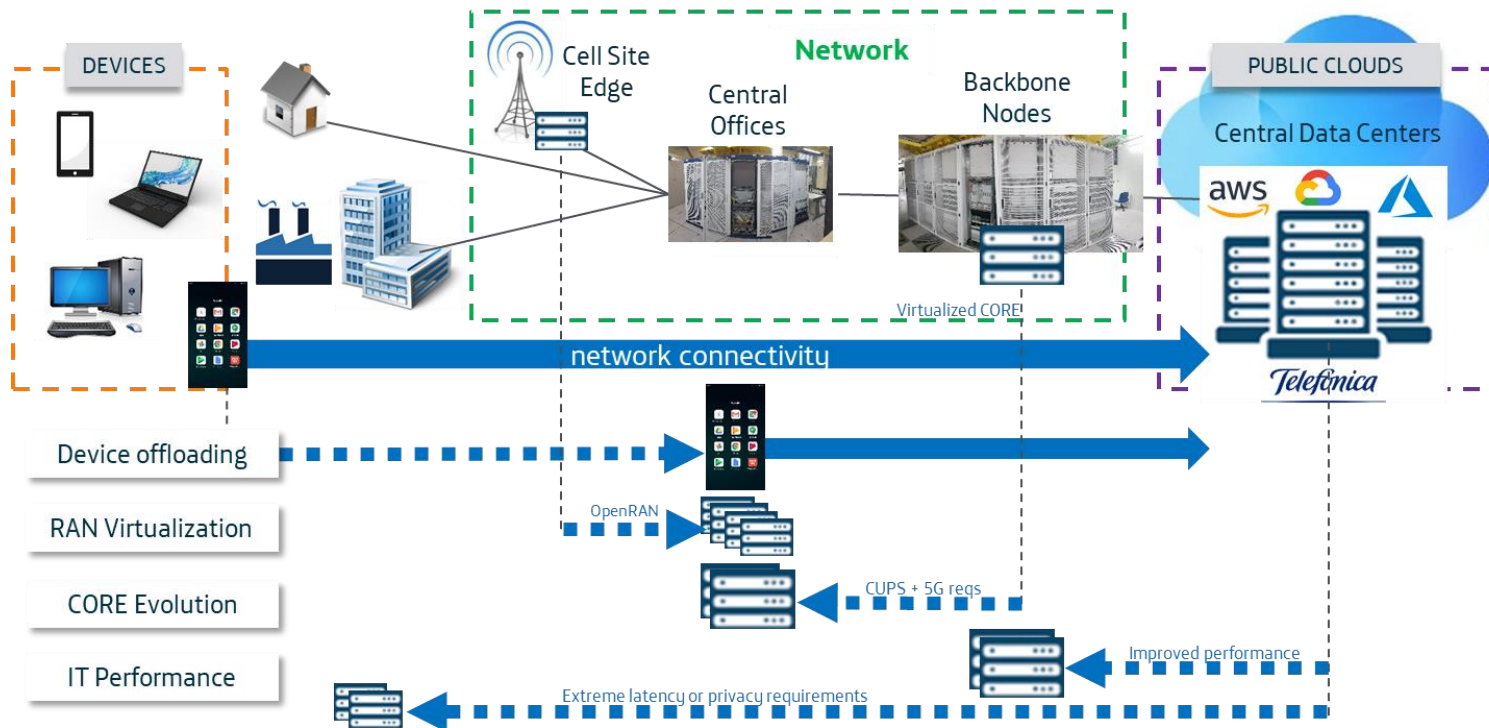 DEVICES
Cell Site
Edge
Network
Central
Offices
Backbone
Nodes
PUBLIC CLOUDS
Central Data Centers
aws
Virtualized CORE
network connectivity
Telefónica
Device offloading
OpenRAN
RAN Virtualization
CUPS + 5G reqs
CORE Evolution
Improved performance
IT Performance
Extreme latency or privacy requirements